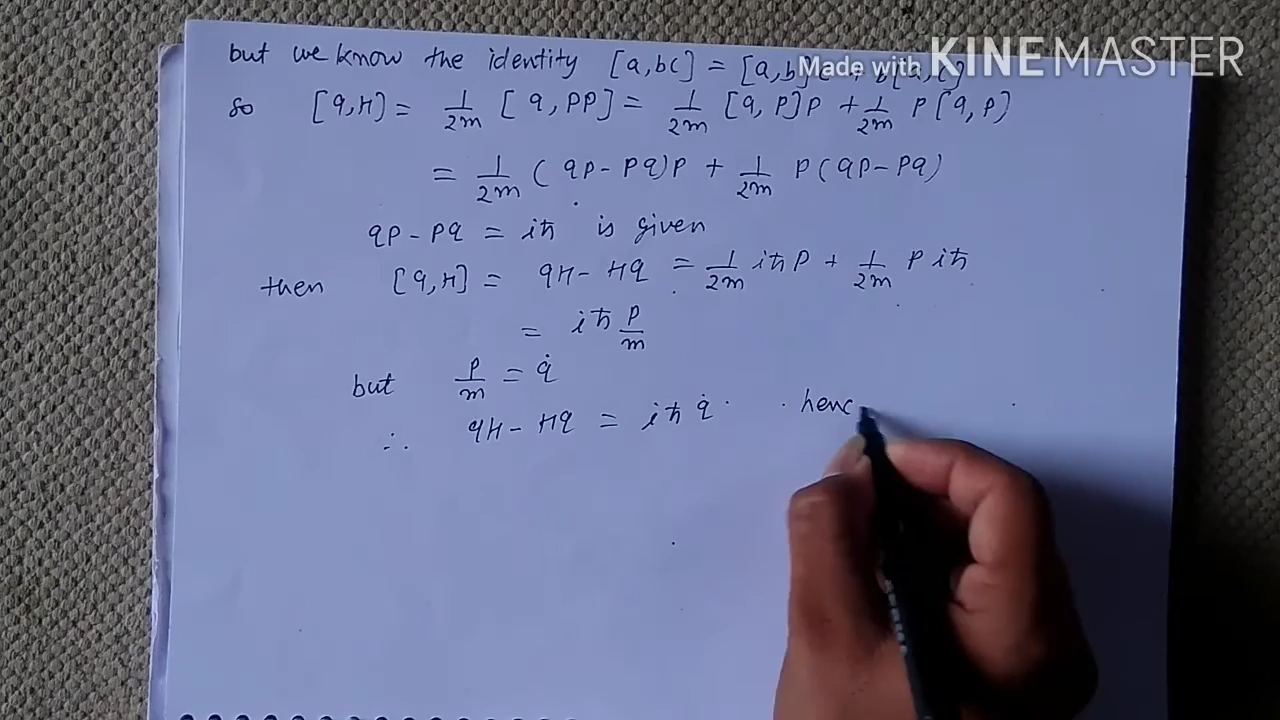 but we know the identity [a,bc] = [a,b]c + b[a,c]
Made with KINEMASTER
so [q,H] = 1/2m [q, PP] = 1/2m [q, P]P + 1/2m P[q, P]
= 1/2m (qP - Pq)P + 1/2m P(qP - Pq)
qP - Pq = iħ is given
then [q,H] = qH - Hq = 1/2m iħP + 1/2m P iħ
= iħ P/m
but P/m = q̇
∴ qH - Hq = iħ q̇ . henc